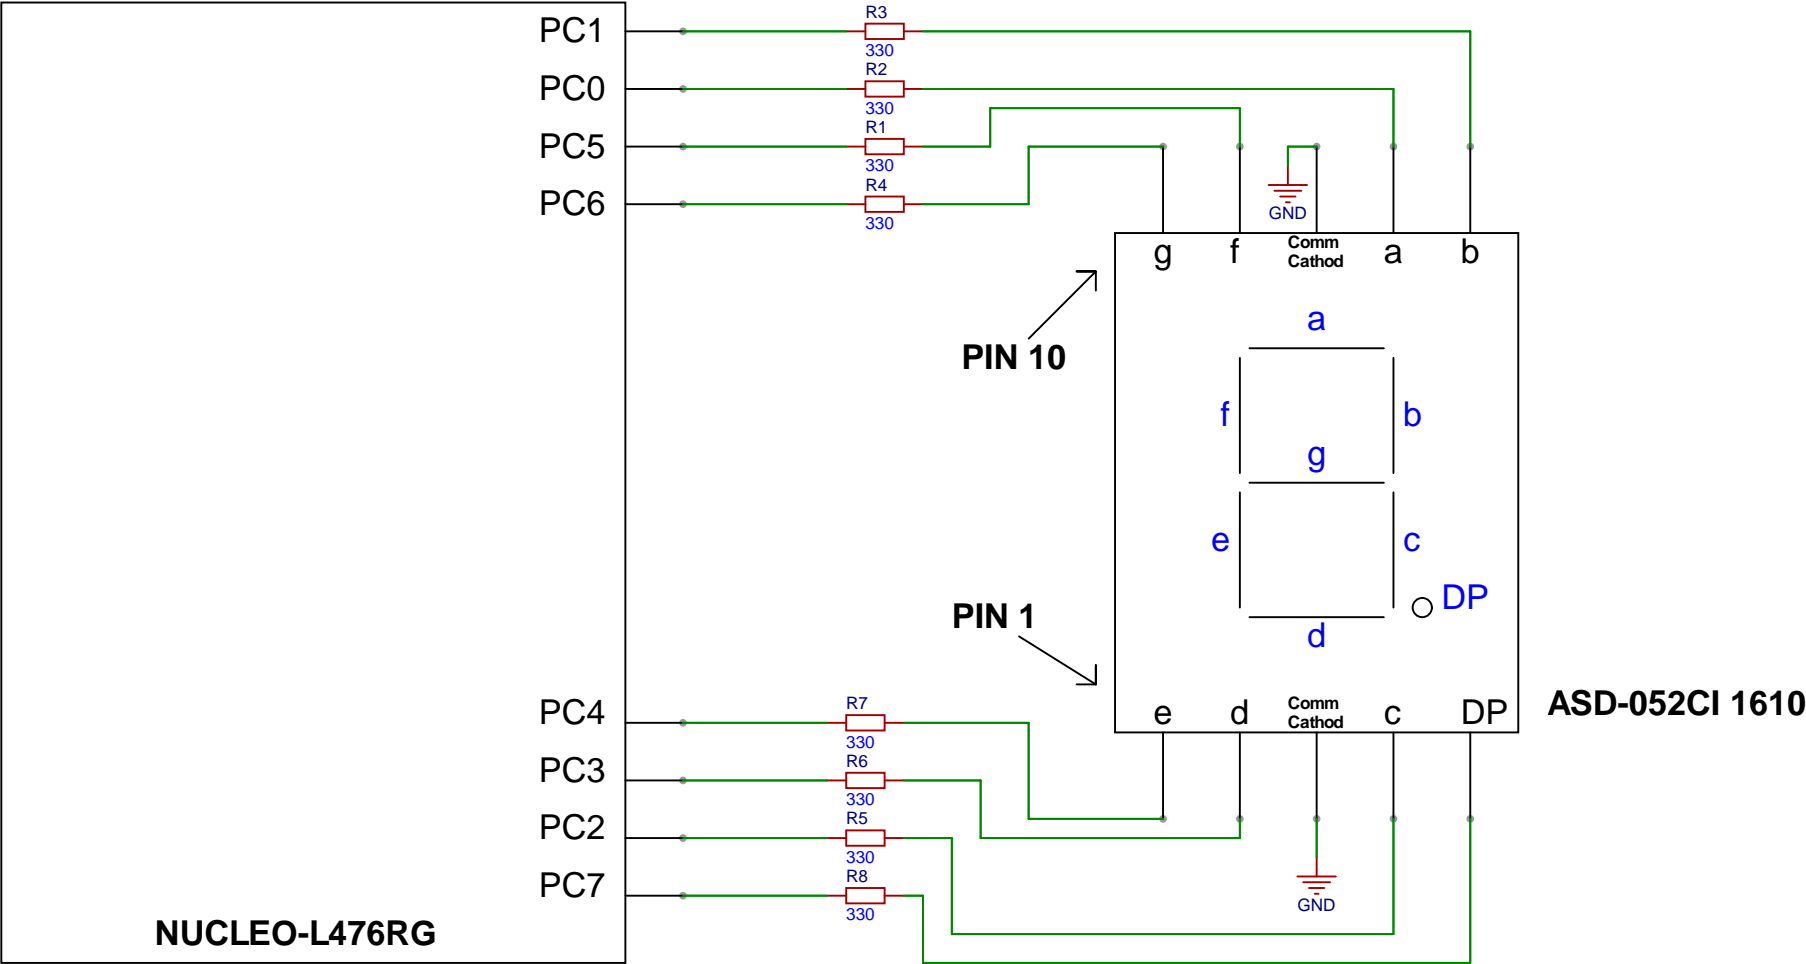 R3
PC1
330
R2
PC0
330
R1
PC5
330
R4
PC6
330
GND
g f Comm Cathod a b
PIN 10
a
f b
g
e c
DP
d
PIN 1
R7
PC4
330
R6
PC3
330
R5
PC2
330
R8
PC7
330
e d Comm Cathod c DP
ASD-052CI 1610
GND
NUCLEO-L476RG